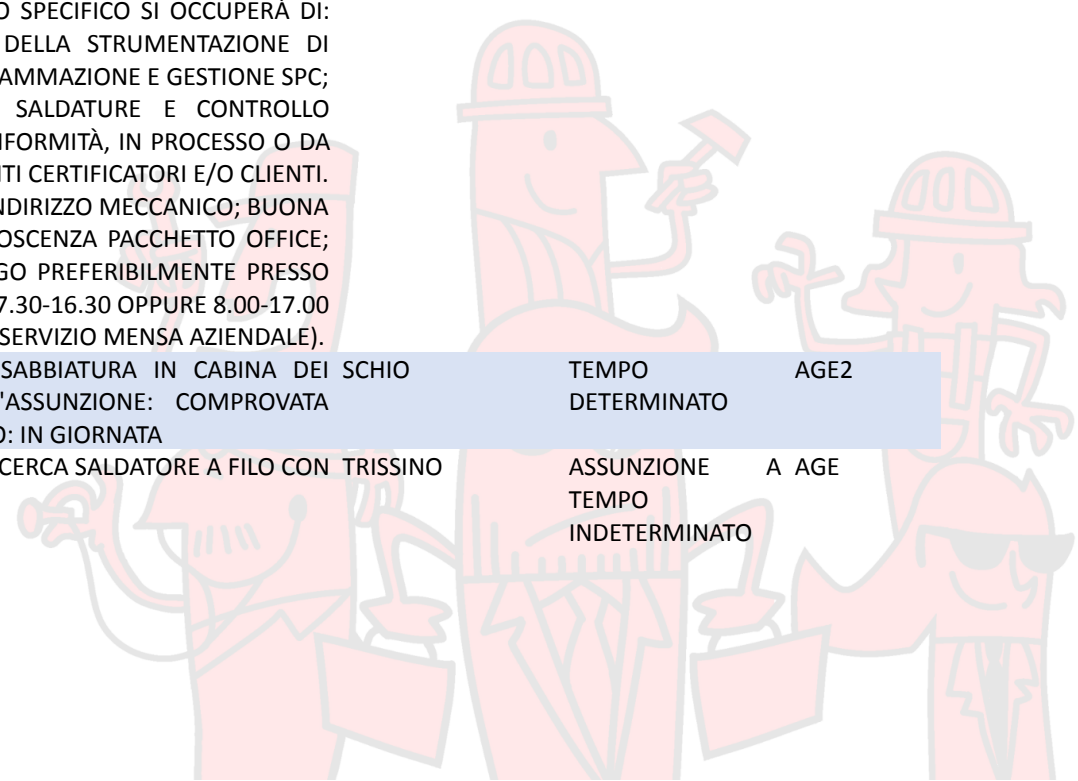 O SPECIFICO SI OCCUPERÀ DI:
DELLA STRUMENTAZIONE DI
AMMAZIONE E GESTIONE SPC;
SALDATURE E CONTROLLO
IFORMITÀ, IN PROCESSO O DA
ITI CERTIFICATORI E/O CLIENTI.
NDIRIZZO MECCANICO; BUONA
OSCENZA PACCHETTO OFFICE;
GO PREFERIBILMENTE PRESSO
7.30-16.30 OPPURE 8.00-17.00
SERVIZIO MENSA AZIENDALE).
SABBIATURA IN CABINA DEI SCHIO TEMPO AGE2
'ASSUNZIONE: COMPROVATA DETERMINATO
O: IN GIORNATA
CERCA SALDATORE A FILO CON TRISSINO ASSUNZIONE A AGE
TEMPO
INDETERMINATO